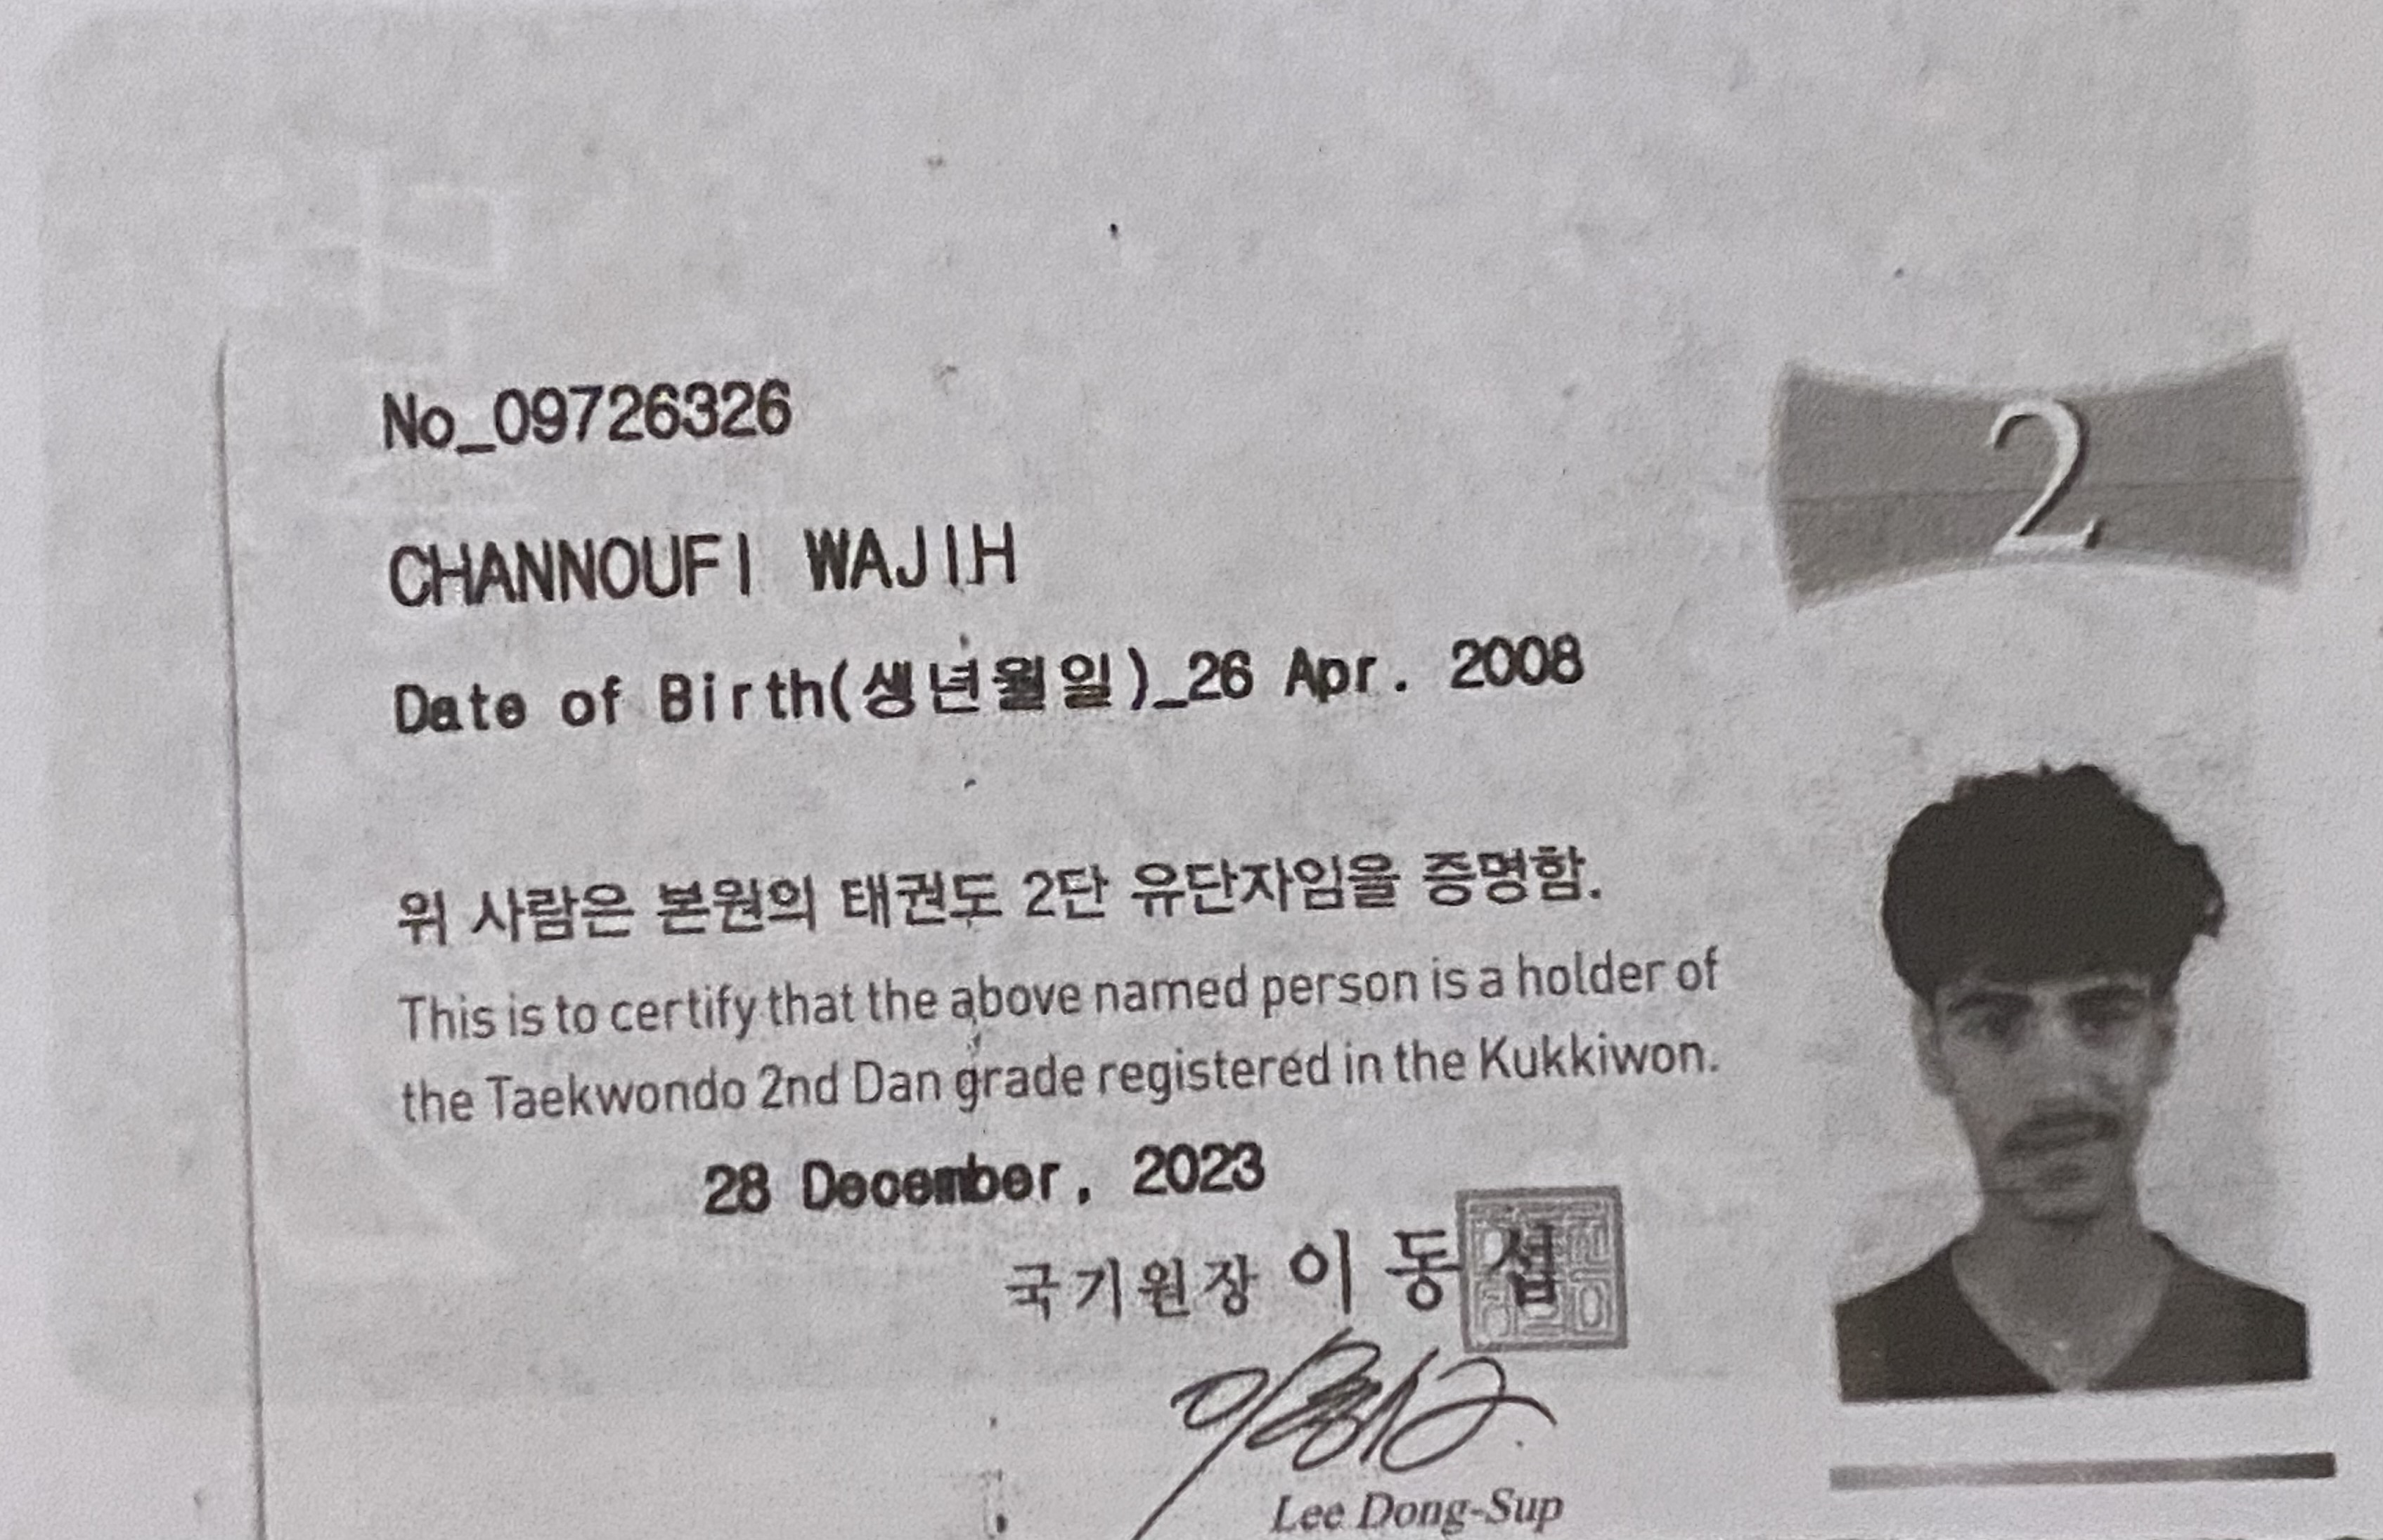 No_09726326
2
CHANNOUFI WAJIH
Date of Birth(생년월일)_26 Apr. 2008
위 사람은 본원의 태권도 2단 유단자임을 증명함.
This is to certify that the above named person is a holder of
the Taekwondo 2nd Dan grade registered in the Kukkiwon.
28 December, 2023
국기원장 이동섭
Lee Dong-Sup